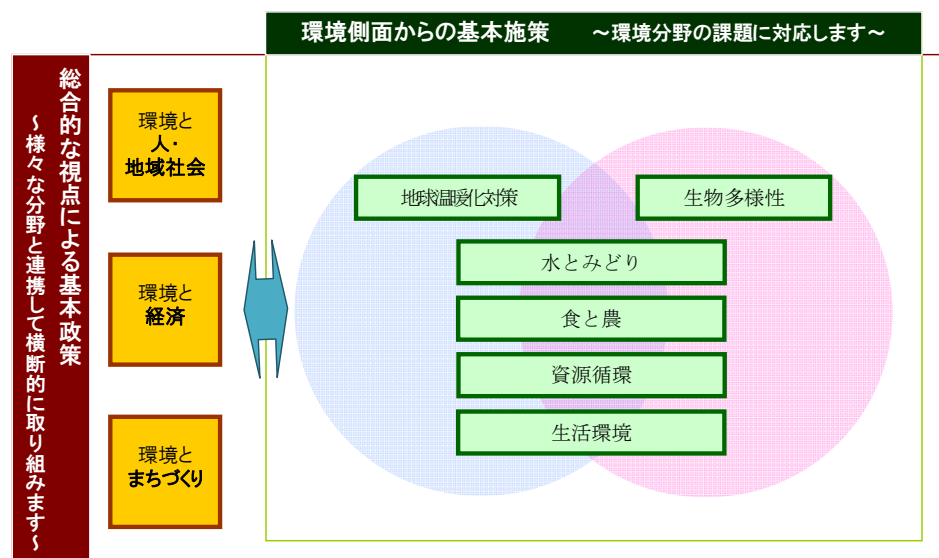 環境側面からの基本施策 ~環境分野の課題に対応します~
総合的な視点による基本政策
~様々な分野と連携して横断的に取り組みます~
環境と
人・
地域社会
環境と
経済
環境と
まちづくり
地球温暖化対策
生物多様性
水とみどり
食と農
資源循環
生活環境